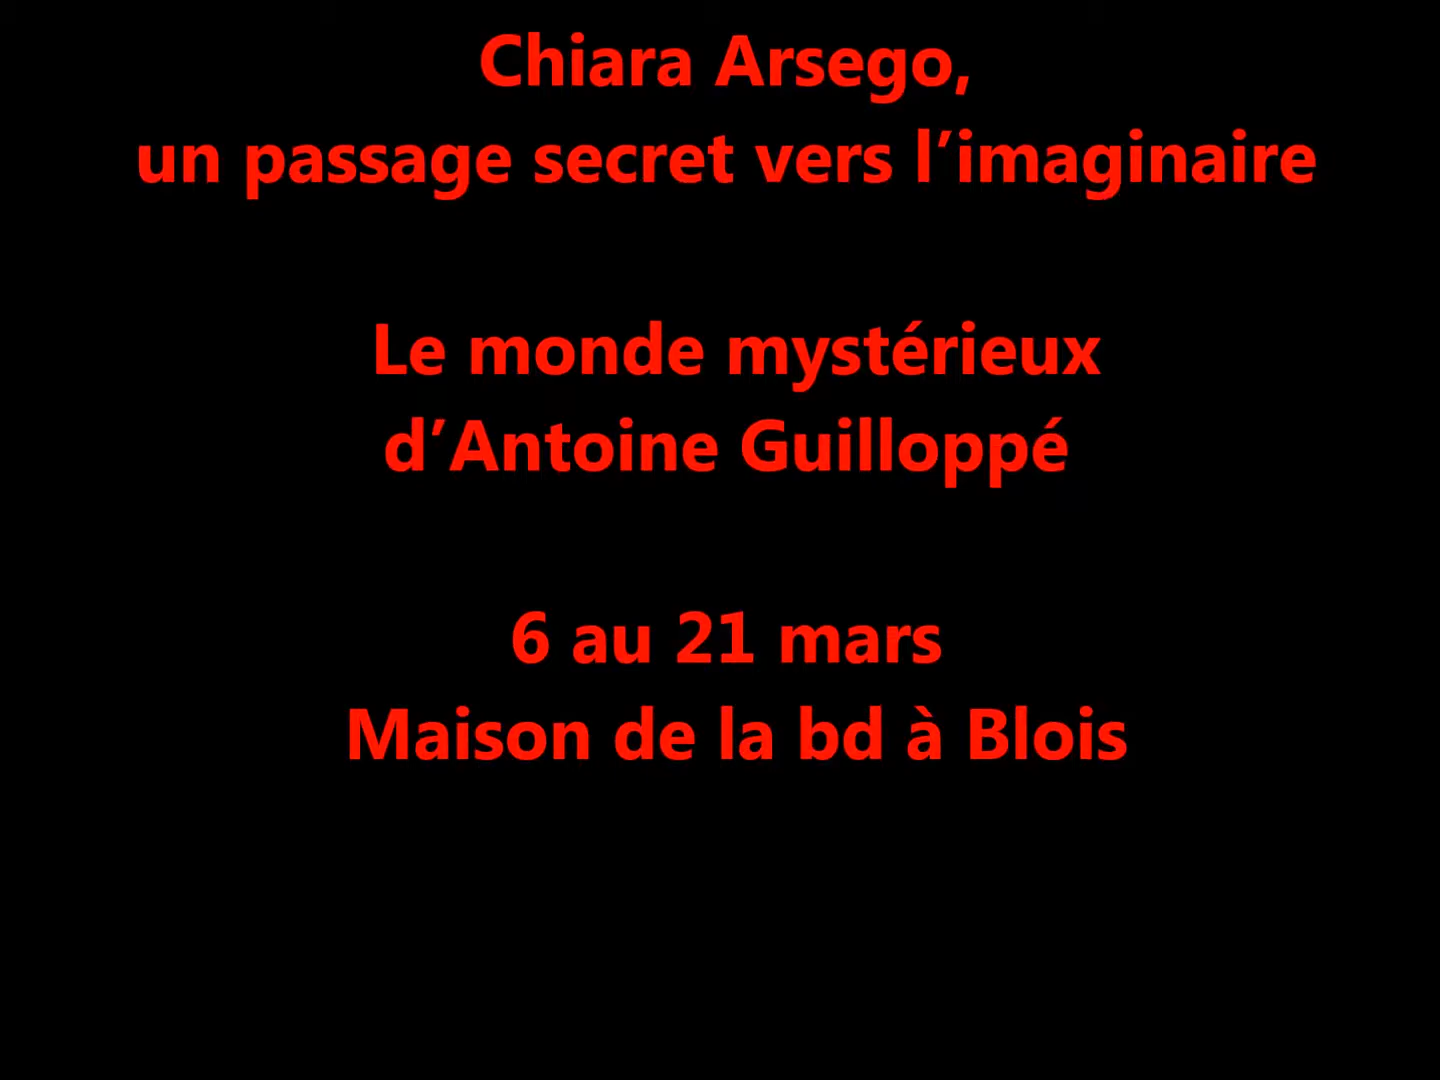 Chiara Arsego,
un passage secret vers l’imaginaire
Le monde mystérieux
d’Antoine Guilloppé
6 au 21 mars
Maison de la bd à Blois